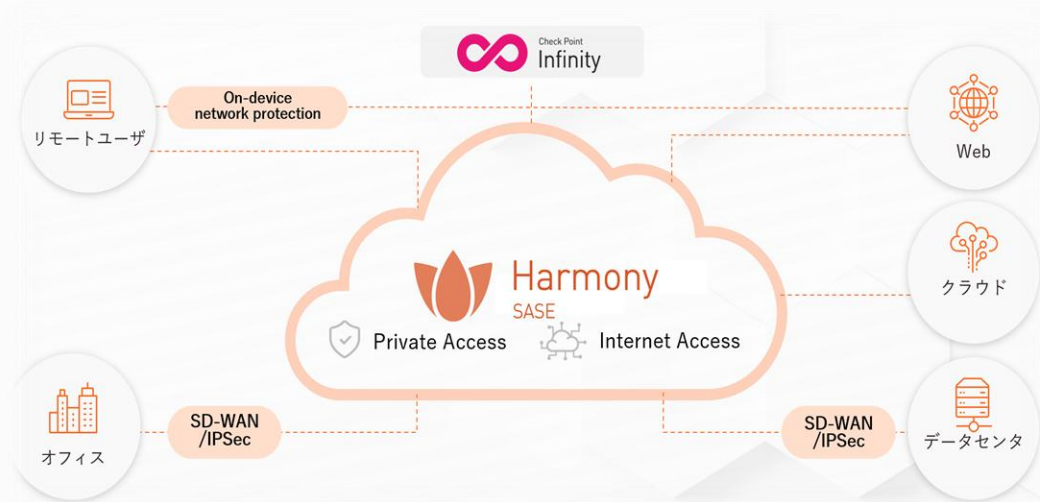 Check Point
Infinity
On-device
network protection
リモートユーザ
Web
クラウド
Harmony
SASE
Private Access
Internet Access
オフィス
SD-WAN
/IPSec
SD-WAN
/IPSec
データセンタ